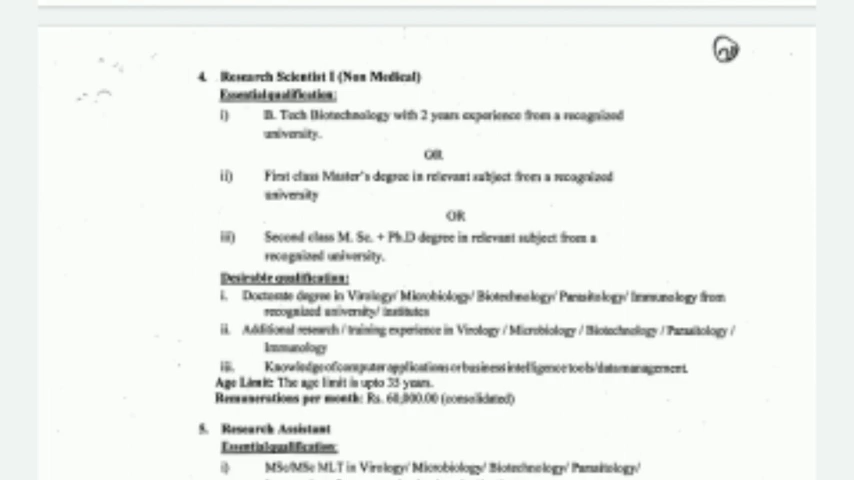 4. Research Scientist I (Non Medical)
Essential qualification:
i) B. Tech Biotechnology with 2 years experience from a recognized
university.
OR
ii) First class Master's degree in relevant subject from a recognized
university
OR
iii) Second class M. Sc. + Ph.D degree in relevant subject from a
recognized university.
Desirable qualification:
i. Doctorate degree in Virology/ Microbiology/ Biotechnology/ Parasitology/ Immunology from
recognized university/ institutes
ii. Additional research / training experience in Virology / Microbiology / Biotechnology / Parasitology /
Immunology
iii. Knowledge of computer applications or business intelligence tools/data management.
Age Limit: The age limit is upto 35 years.
Remunerations per month: Rs. 60,000.00 (consolidated)
5. Research Assistant
Essential qualification:
i) MSc/MSc MLT in Virology/ Microbiology/ Biotechnology/ Parasitology/